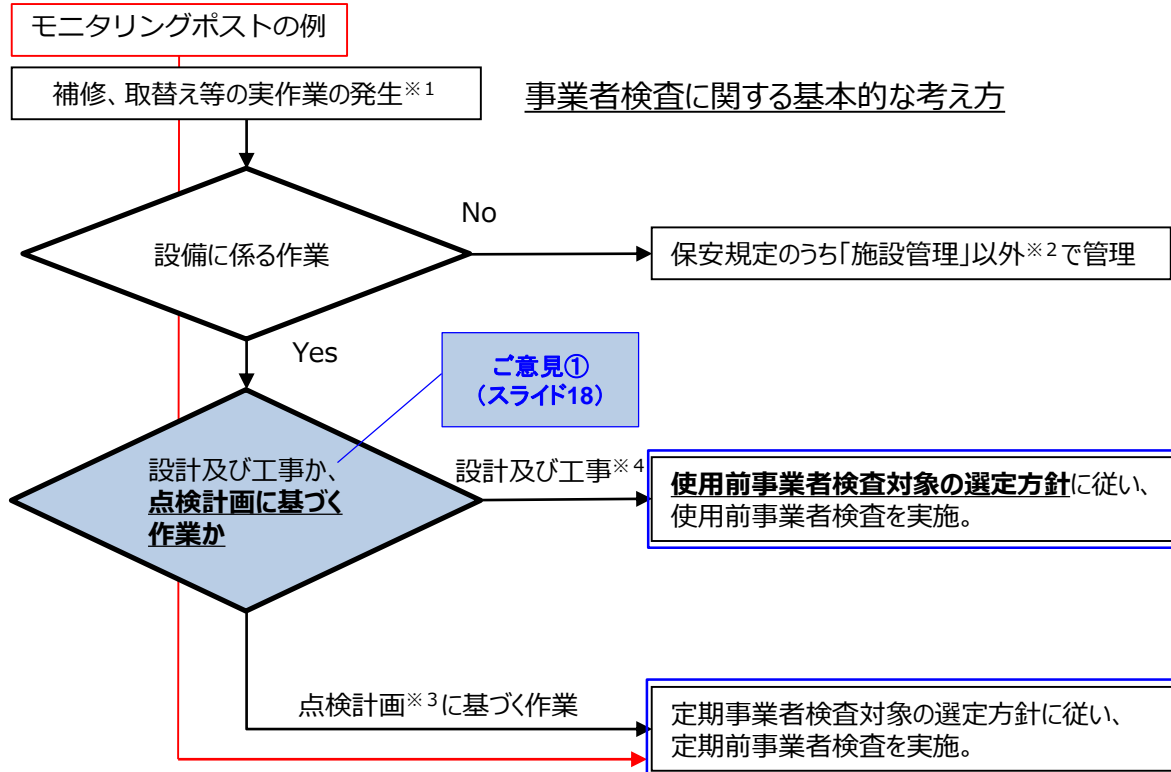 モニタリングポストの例
補修、取替え等の実作業の発生※1
事業者検査に関する基本的な考え方
設備に係る作業
No
保安規定のうち「施設管理」以外※2で管理
Yes
ご意見①
（スライド18）
設計及び工事か、
点検計画に基づく
作業か
設計及び工事※4
使用前事業者検査対象の選定方針に従い、
使用前事業者検査を実施。
点検計画※3に基づく作業
定期事業者検査対象の選定方針に従い、
定期前事業者検査を実施。